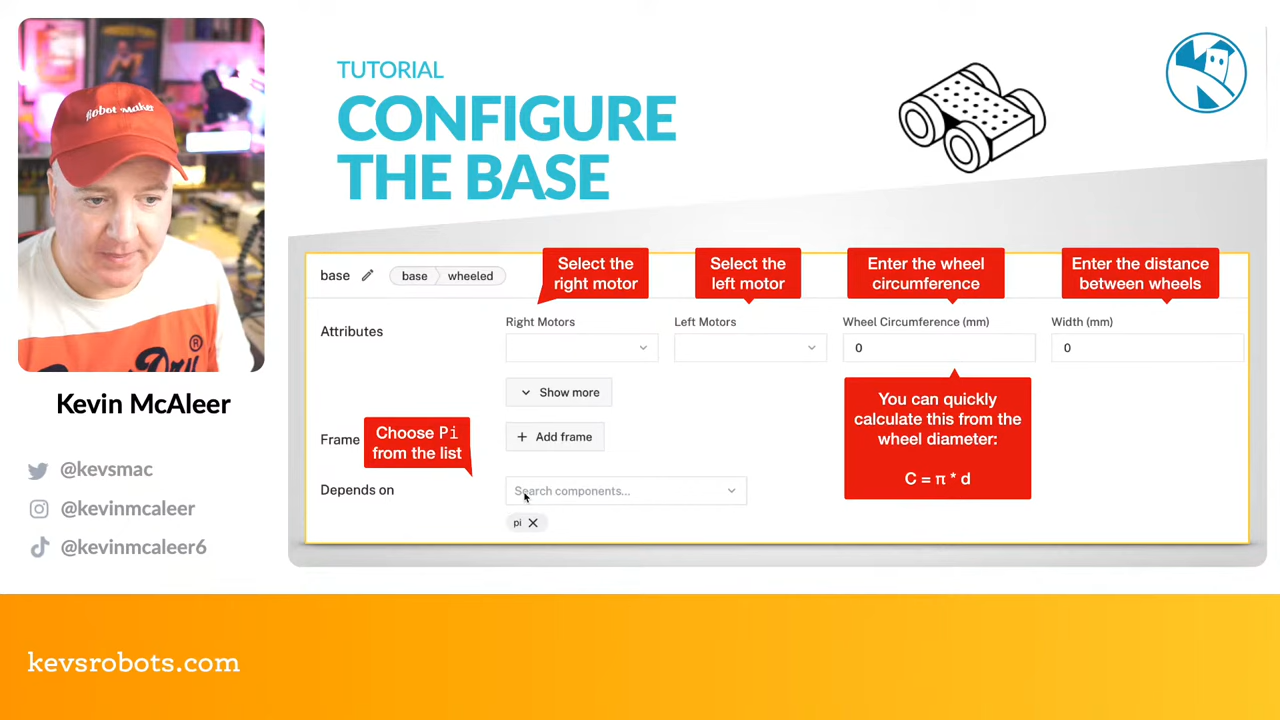 TUTORIAL
CONFIGURE
THE BASE
Robot Maker
Dry ®
Kevin McAleer
@kevsmac
@kevinmcaleer
@kevinmcaleer6
base
base
wheeled
Select the
right motor
Select the
left motor
Enter the wheel
circumference
Enter the distance
between wheels
Attributes
Right Motors
Left Motors
Wheel Circumference (mm)
Width (mm)
0
0
Show more
You can quickly
calculate this from the
wheel diameter:
C = π * d
Frame
Choose Pi
from the list
+ Add frame
Depends on
Search components...
pi
kevsrobots.com